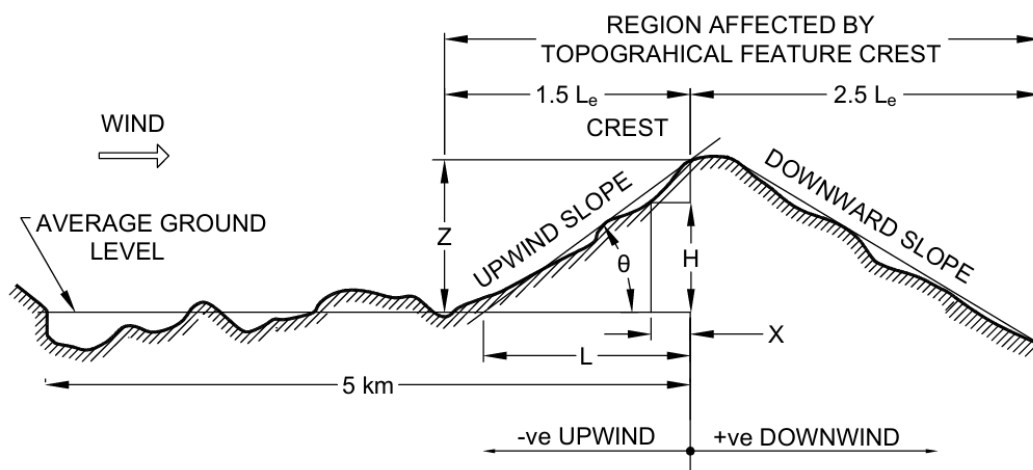 REGION AFFECTED BY
TOPOGRAHICAL FEATURE CREST
1.5 Lₑ
2.5 Lₑ
WIND
CREST
AVERAGE GROUND
LEVEL
Z
UPWIND SLOPE
θ
H
DOWNWARD SLOPE
X
L
5 km
-ve UPWIND
+ve DOWNWIND